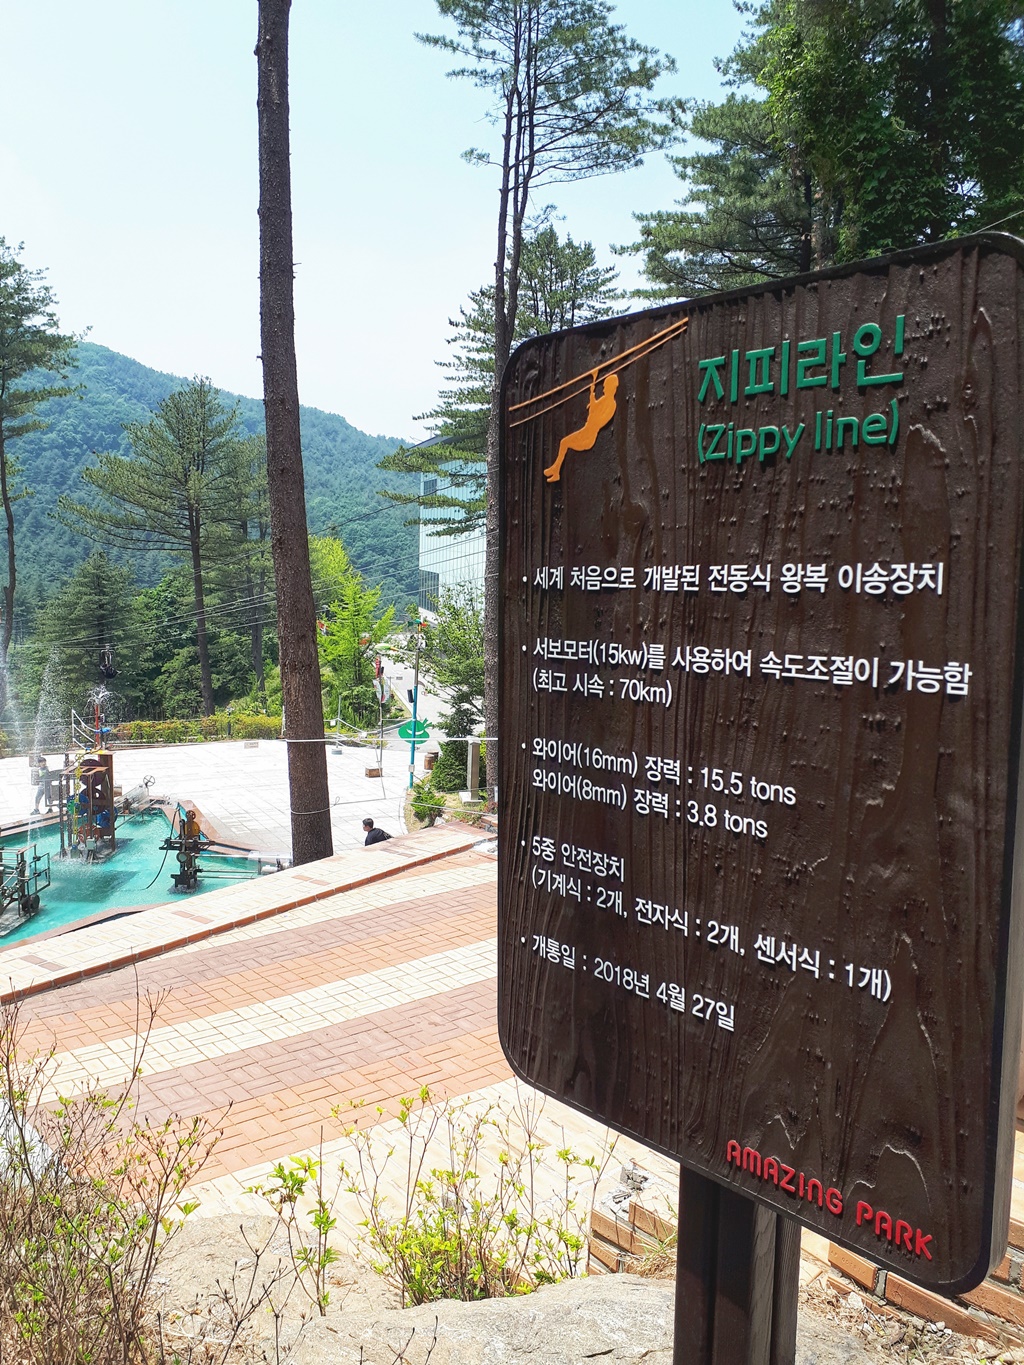 지피라인
(Zippy line)
• 세계 처음으로 개발된 전동식 왕복 이송장치
• 서보모터(15kw)를 사용하여 속도조절이 가능함
(최고 시속 : 70km)
• 와이어(16mm) 장력 : 15.5 tons
와이어(8mm) 장력 : 3.8 tons
• 5중 안전장치
(기계식 : 2개, 전자식 : 2개, 센서식 : 1개)
• 개통일 : 2018년 4월 27일
AMAZING PARK